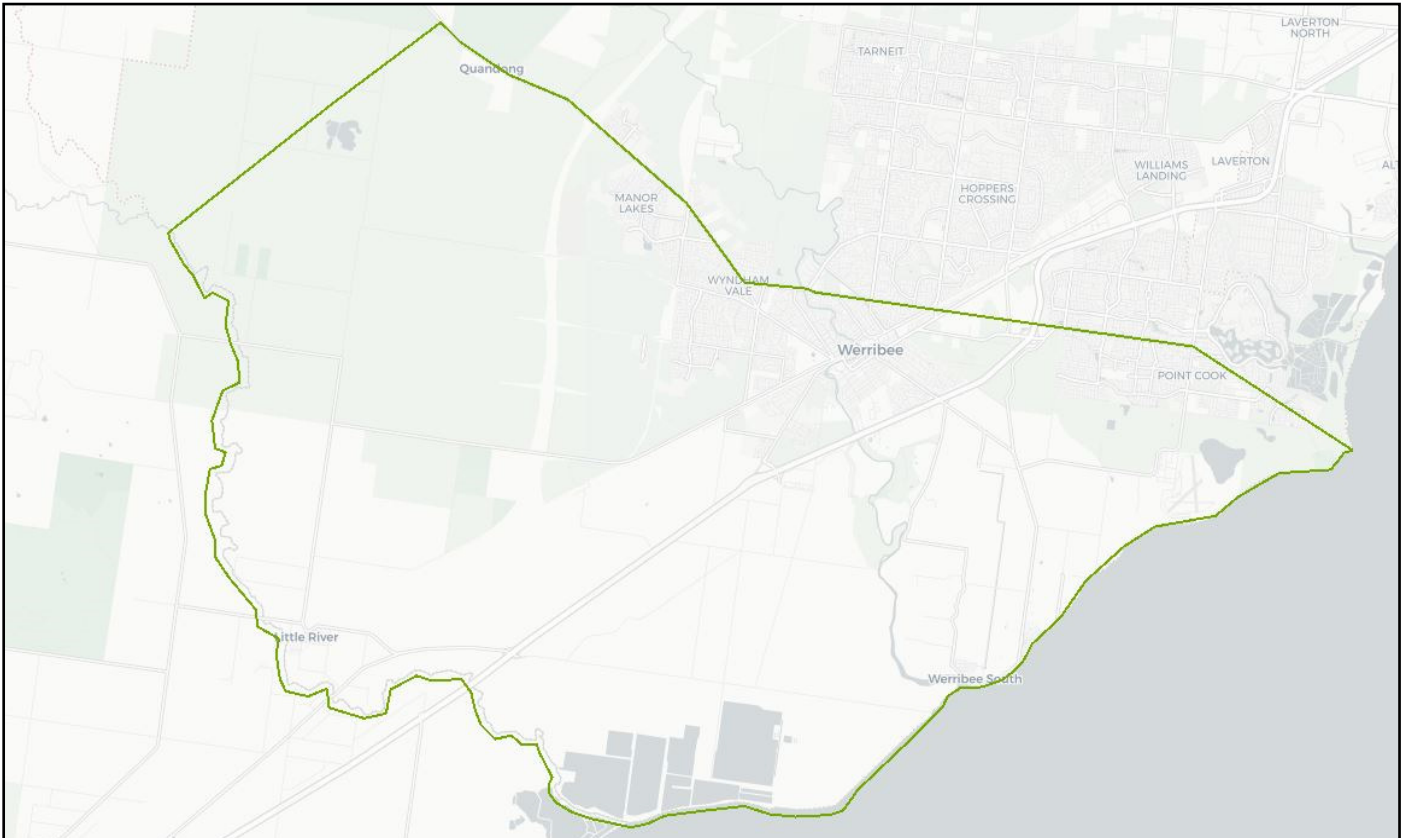 LAVERTON
NORTH
TARNEIT
Quandong
WILLIAMS
LANDING
LAVERTON
ALT
HOPPERS
CROSSING
MANOR
LAKES
WYNDHAM
VALE
Werribee
POINT COOK
Little River
Werribee South